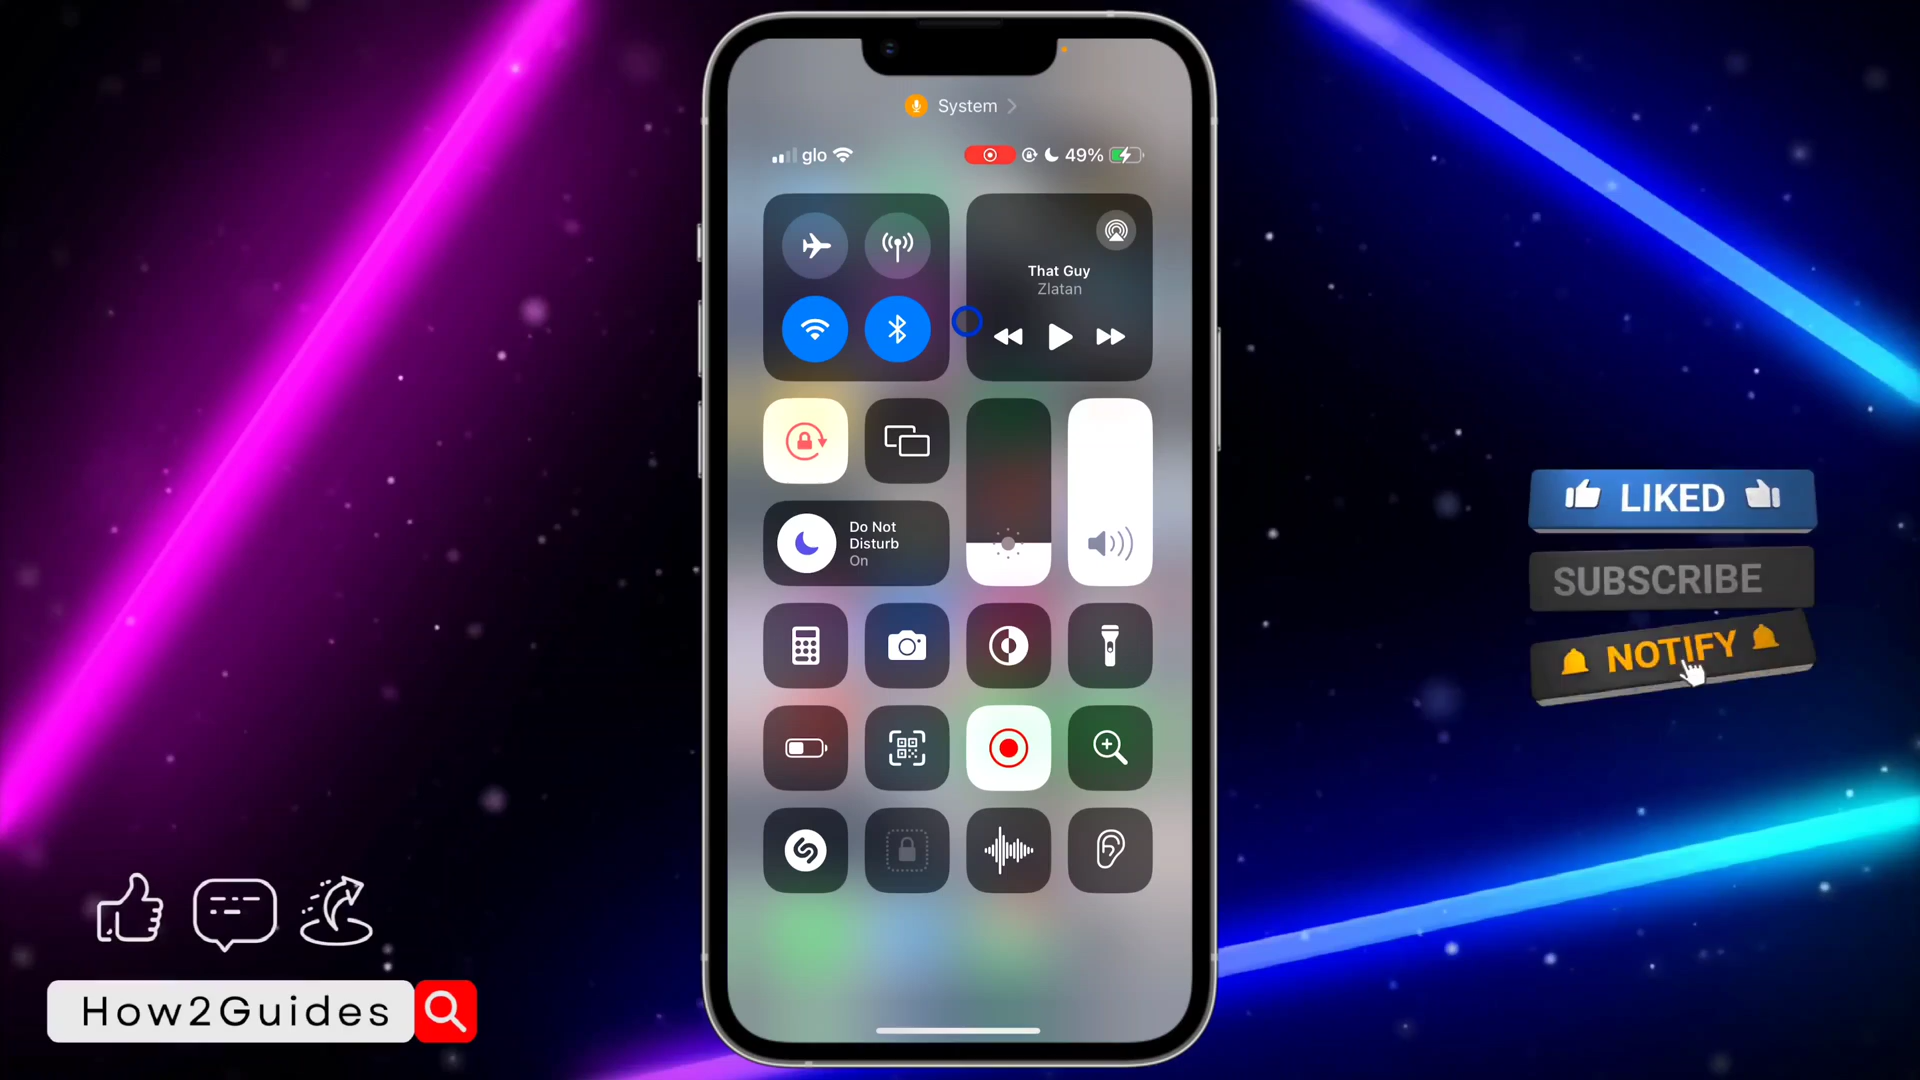 System
glo
49%
That Guy
Zlatan
Do Not
Disturb
On
LIKED
SUBSCRIBE
NOTIFY
How2Guides